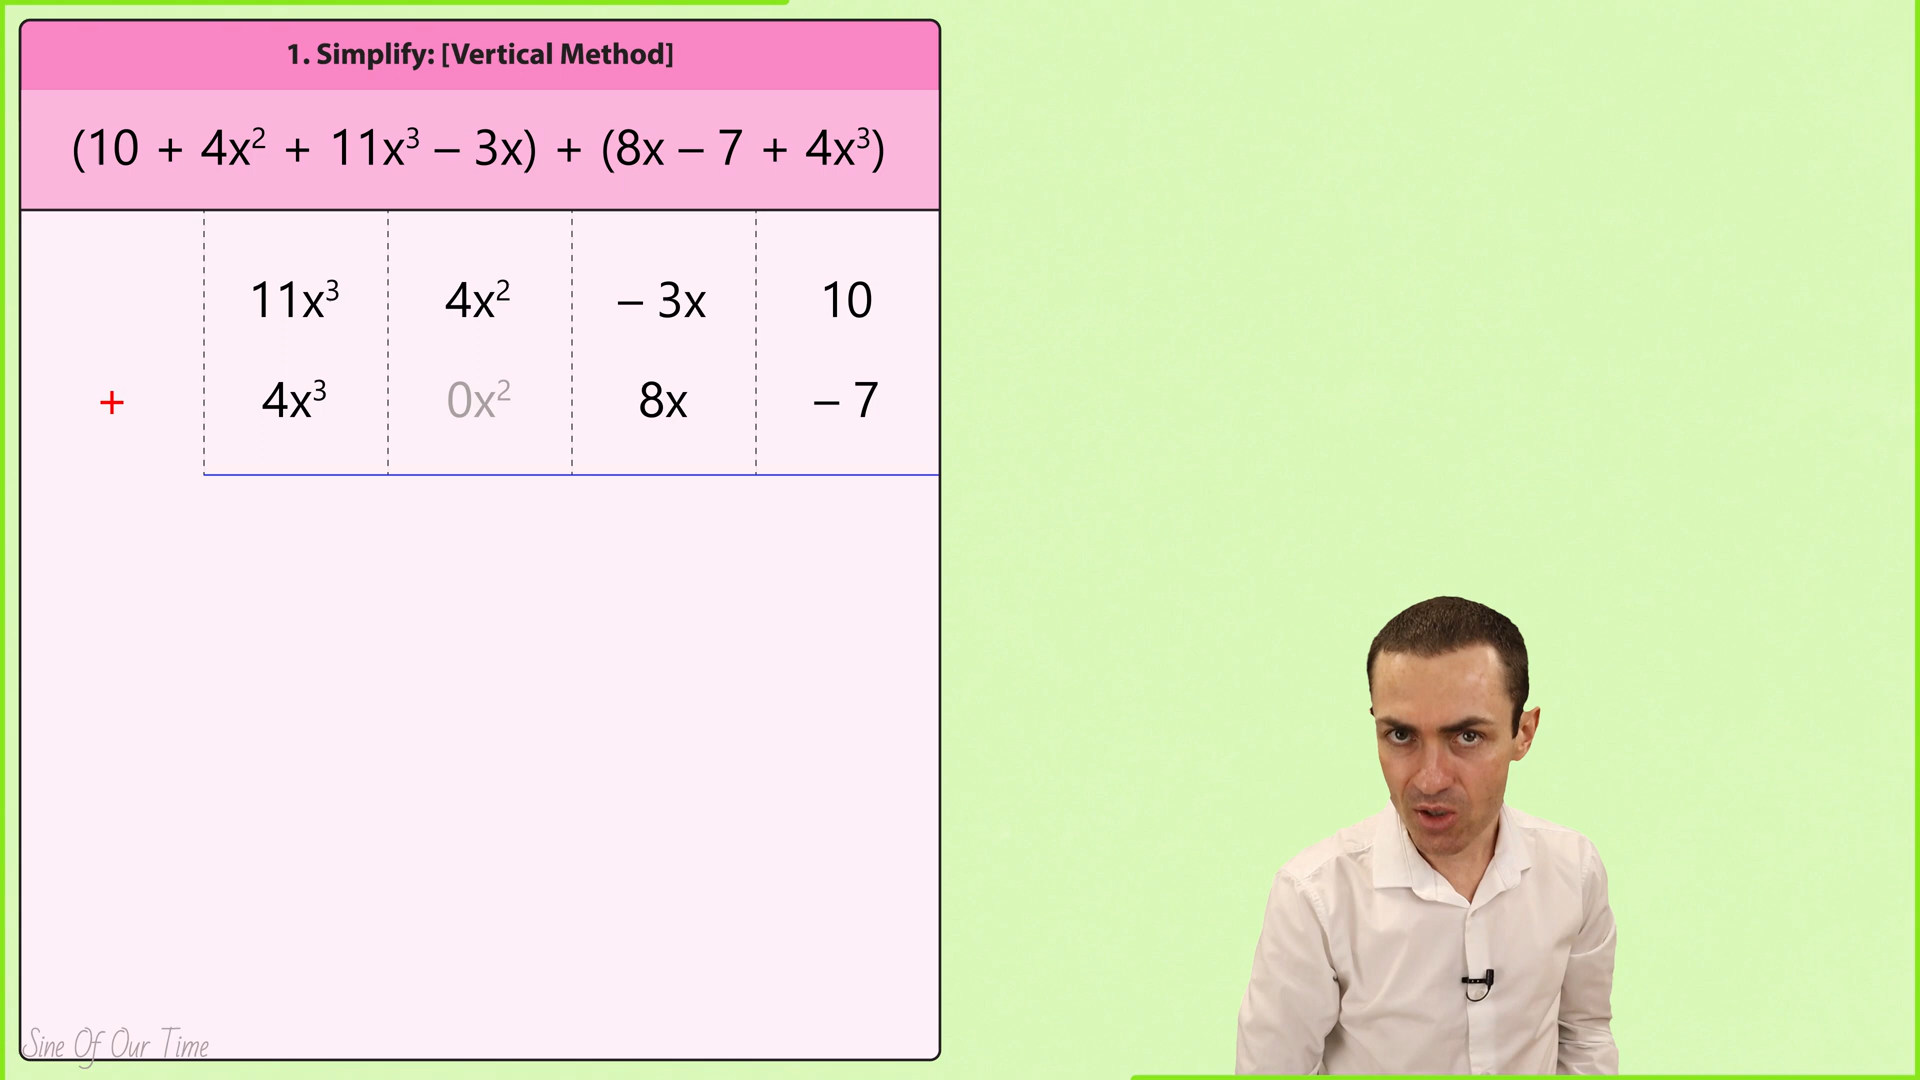 1. Simplify: [Vertical Method]
(10 + 4x² + 11x³ – 3x) + (8x – 7 + 4x³)
11x³ 4x² – 3x 10
+ 4x³ 0x² 8x – 7
Sine Of Our Time